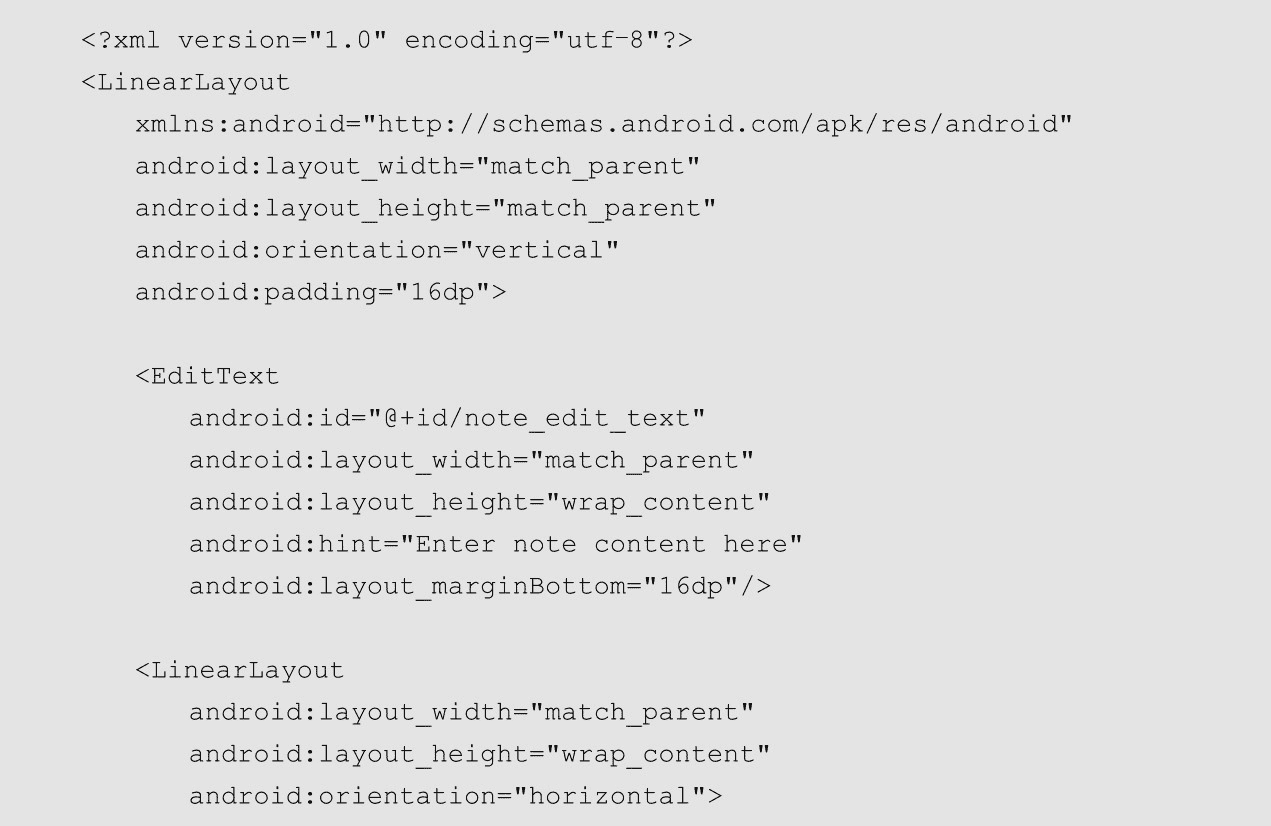 <?xml version="1.0" encoding="utf-8"?>
<LinearLayout
xmlns:android="http://schemas.android.com/apk/res/android"
android:layout_width="match_parent"
android:layout_height="match_parent"
android:orientation="vertical"
android:padding="16dp">
<EditText
android:id="@+id/note_edit_text"
android:layout_width="match_parent"
android:layout_height="wrap_content"
android:hint="Enter note content here"
android:layout_marginBottom="16dp"/>
<LinearLayout
android:layout_width="match_parent"
android:layout_height="wrap_content"
android:orientation="horizontal">